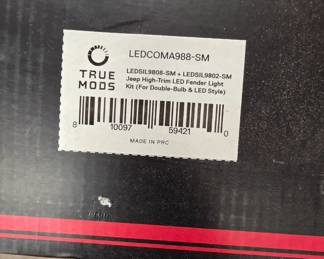 LEDCOMA988-SM
TRUE
MODS
LEDSIL9808-SM + LEDSIL9802-SM
Jeep High-Trim LED Fender Light
Kit (For Double-Bulb & LED Style)
8 10097 59421 0
MADE IN PRC